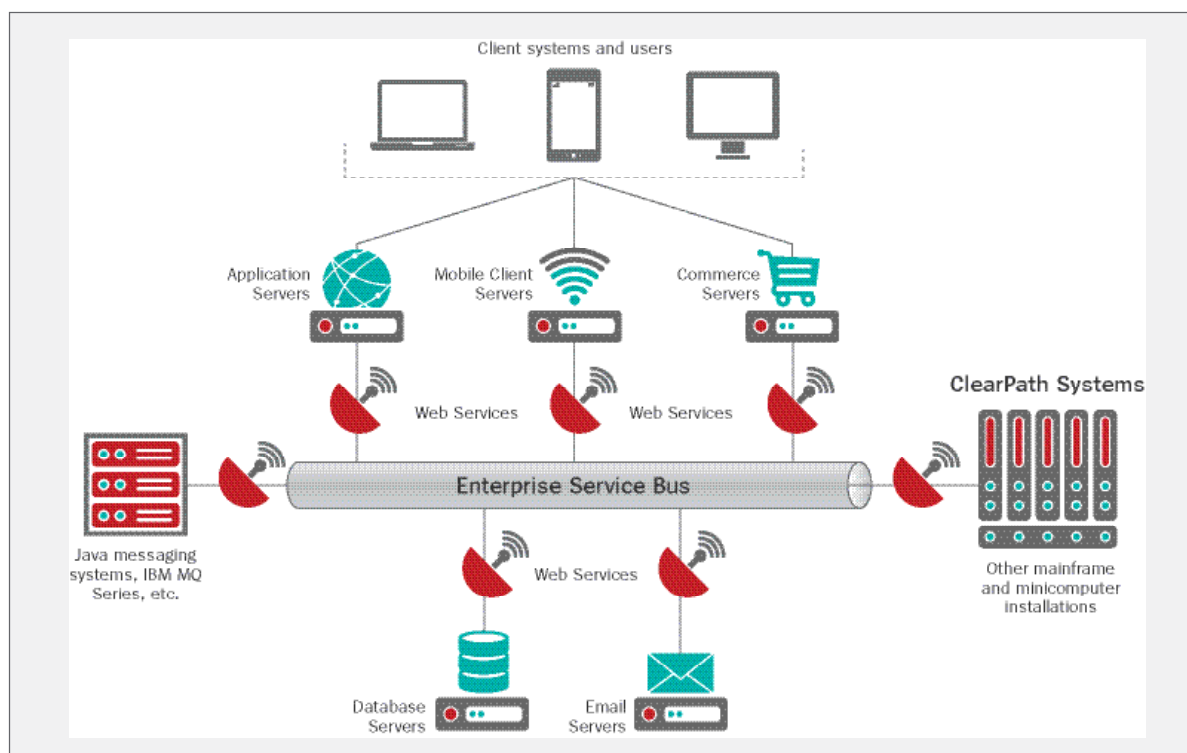 Client systems and users
Application
Servers
Mobile Client
Servers
Commerce
Servers
Web Services
Web Services
ClearPath Systems
Enterprise Service Bus
Java messaging
systems, IBM MQ
Series, etc.
Web Services
Other mainframe
and minicomputer
installations
Database
Servers
Email
Servers